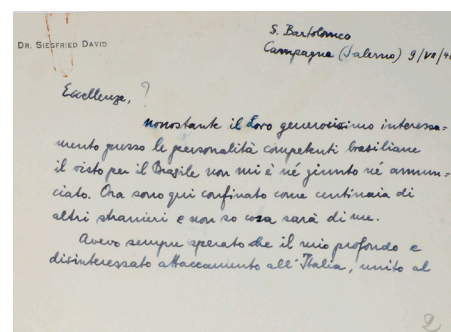 DR. SIEGFRIED DAVID
S. Bartolomeo
Campagna (Salerno) 9/VII/40
Eccellenze, ?
nonostante il Loro generosissimo interessa=
mento presso le personalità competenti brasiliane
il visto per il Brasile non mi è né giunto né annun=
ciato. Ora sono qui confinato come centinaia di
altri stranieri e non so cosa sarà di me.
Avevo sempre sperato che il mio profondo e
disinteressato attaccamento all'Italia, unito al
2